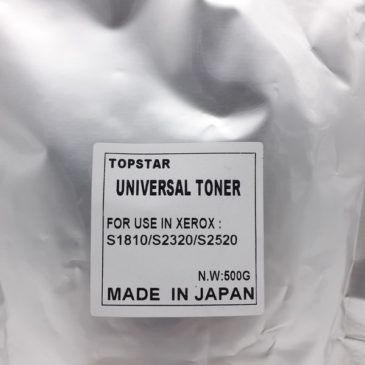 TOPSTAR
UNIVERSAL TONER
FOR USE IN XEROX :
S1810/S2320/S2520
N.W:500G
MADE IN JAPAN